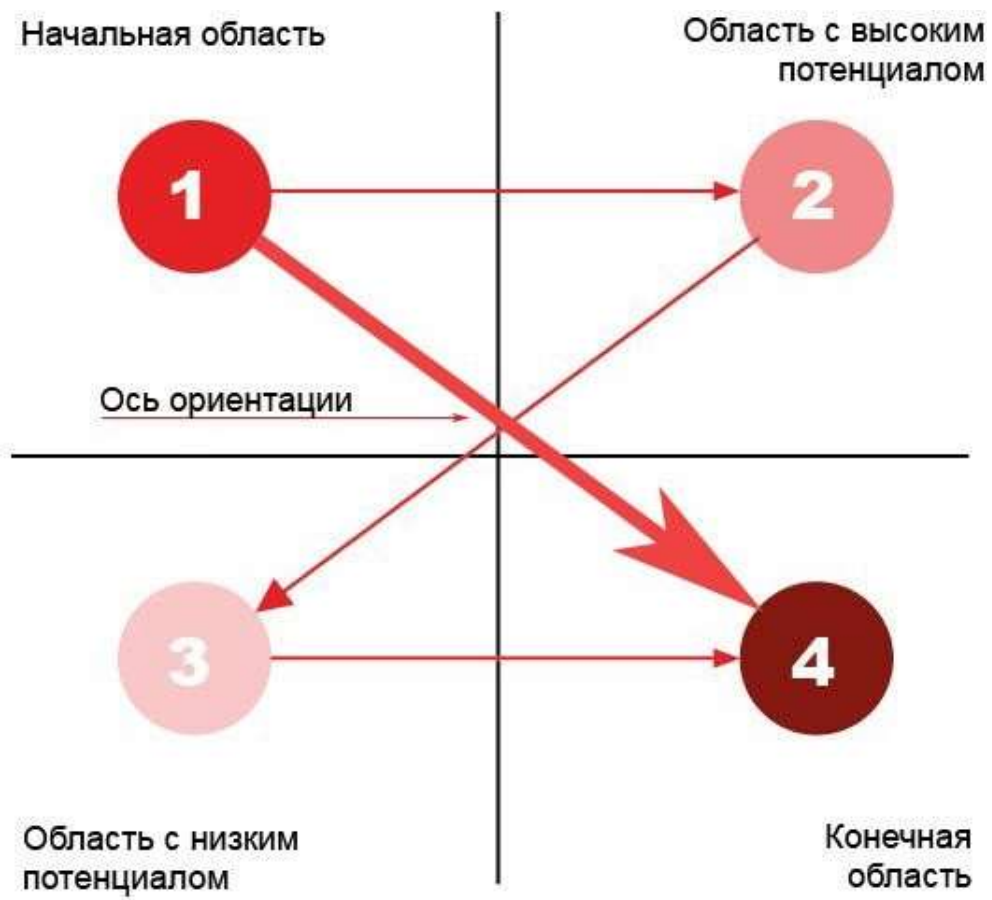 Начальная область
Область с высоким
потенциалом
1
2
Ось ориентации
3
4
Область с низким
потенциалом
Конечная
область